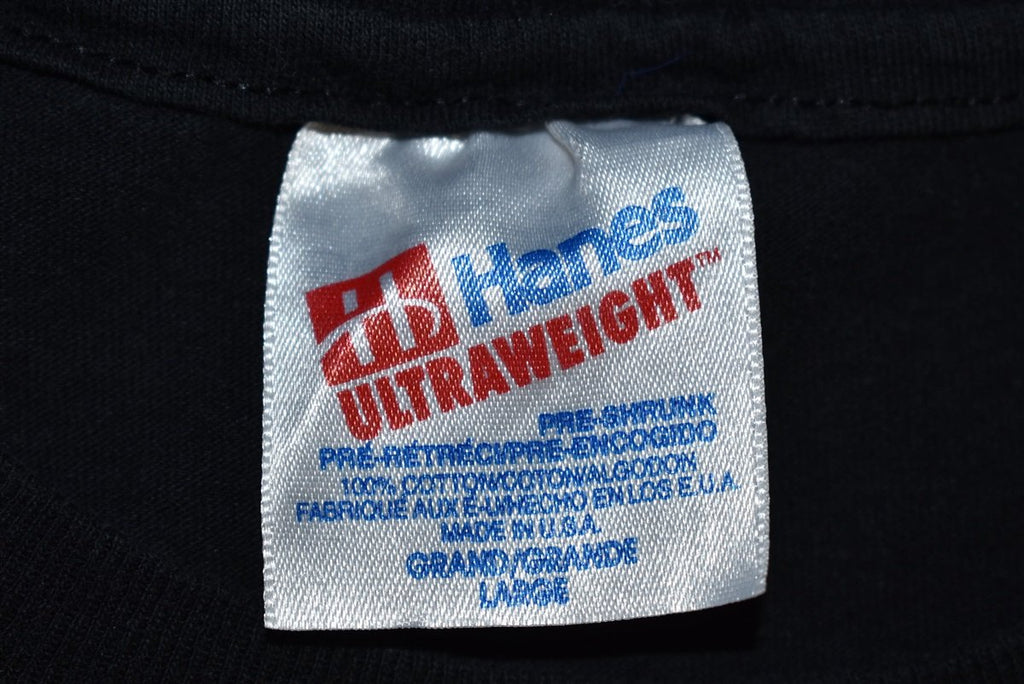 Hanes
ULTRAWEIGHT™
PRE-SHRUNK
PRÉ-RÉTRÉCI/PRE-ENCOGIDO
100% COTTON/COTON/ALGODON
FABRIQUÉ AUX É-U/HECHO EN LOS E.U.A.
MADE IN U.S.A.
GRAND/GRANDE
LARGE